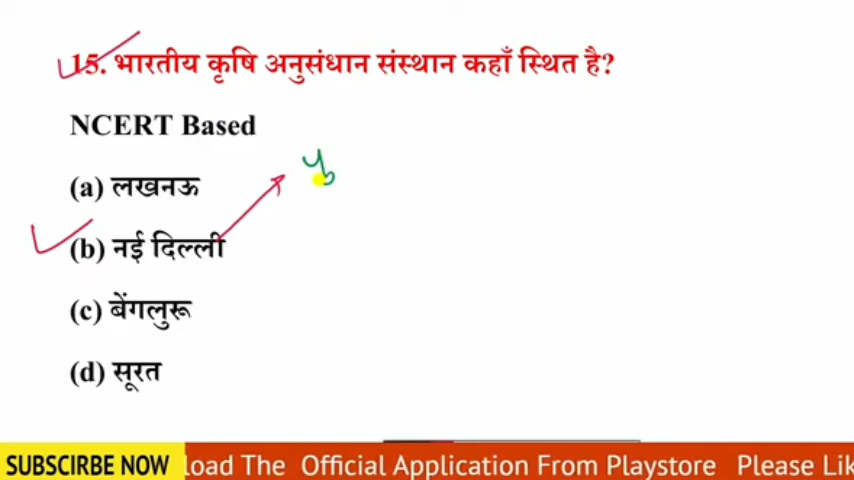 15. भारतीय कृषि अनुसंधान संस्थान कहाँ स्थित है?
NCERT Based
(a) लखनऊ
(b) नई दिल्ली
(c) बेंगलुरू
(d) सूरत
SUBSCIRBE NOW
load The Official Application From Playstore Please Lik